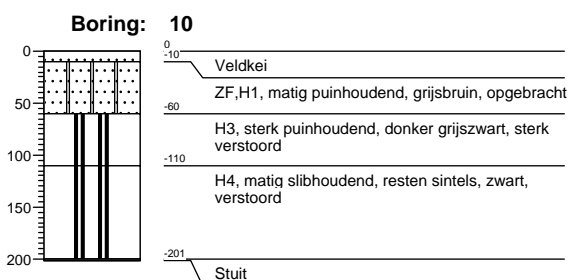 Boring: 10
0
50
100
150
200
0
-10
Veldkei
ZF,H1, matig puinhoudend, grijsbruin, opgebracht
-60
H3, sterk puinhoudend, donker grijszwart, sterk
verstoord
-110
H4, matig slibhoudend, resten sintels, zwart,
verstoord
-201
Stuit